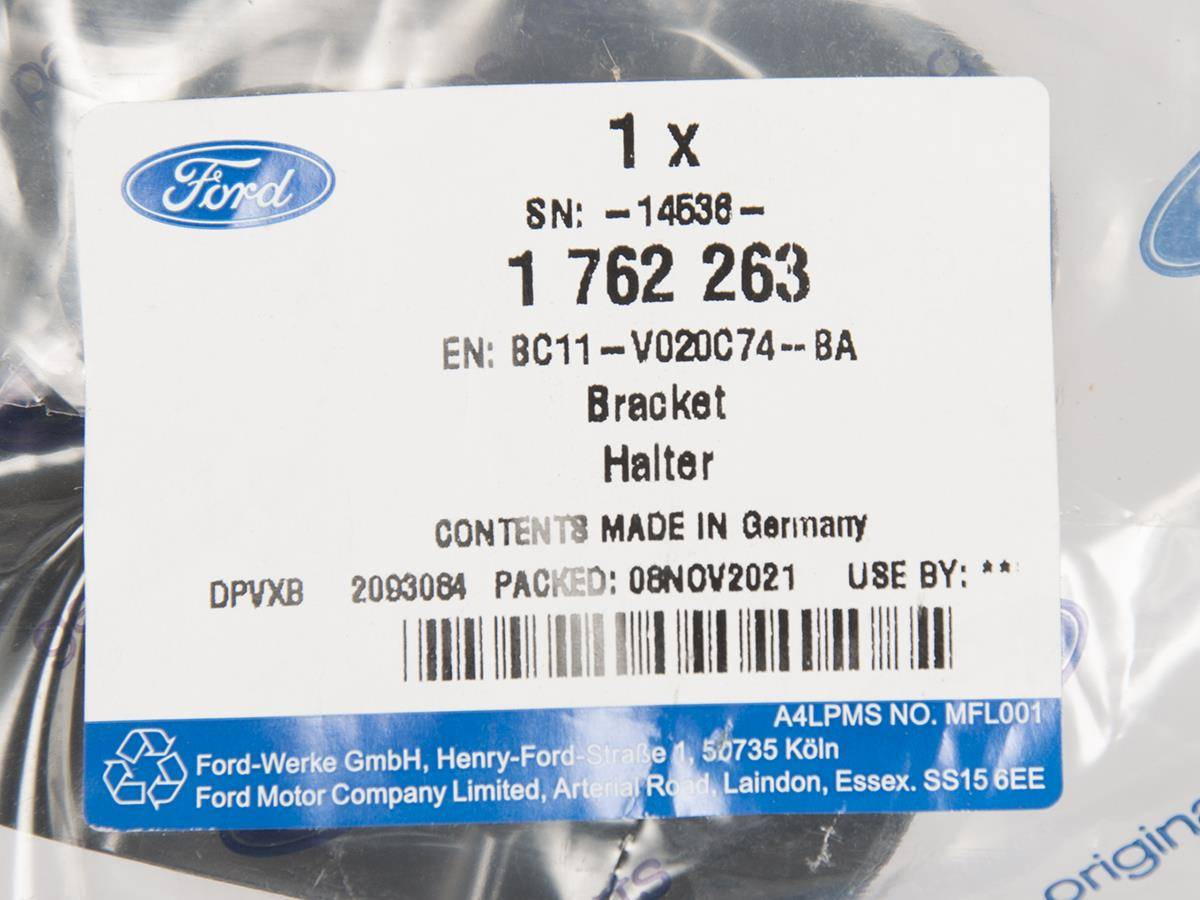 Ford
1 x
SN: -14536-
1 762 263
EN: BC11-V020C74--BA
Bracket
Halter
CONTENTS MADE IN Germany
DPVXB 2093084 PACKED: 08NOV2021 USE BY: **
A4LPMS NO. MFL001
Ford-Werke GmbH, Henry-Ford-Straße 1, 50735 Köln
Ford Motor Company Limited, Arterial Road, Laindon, Essex. SS15 6EE